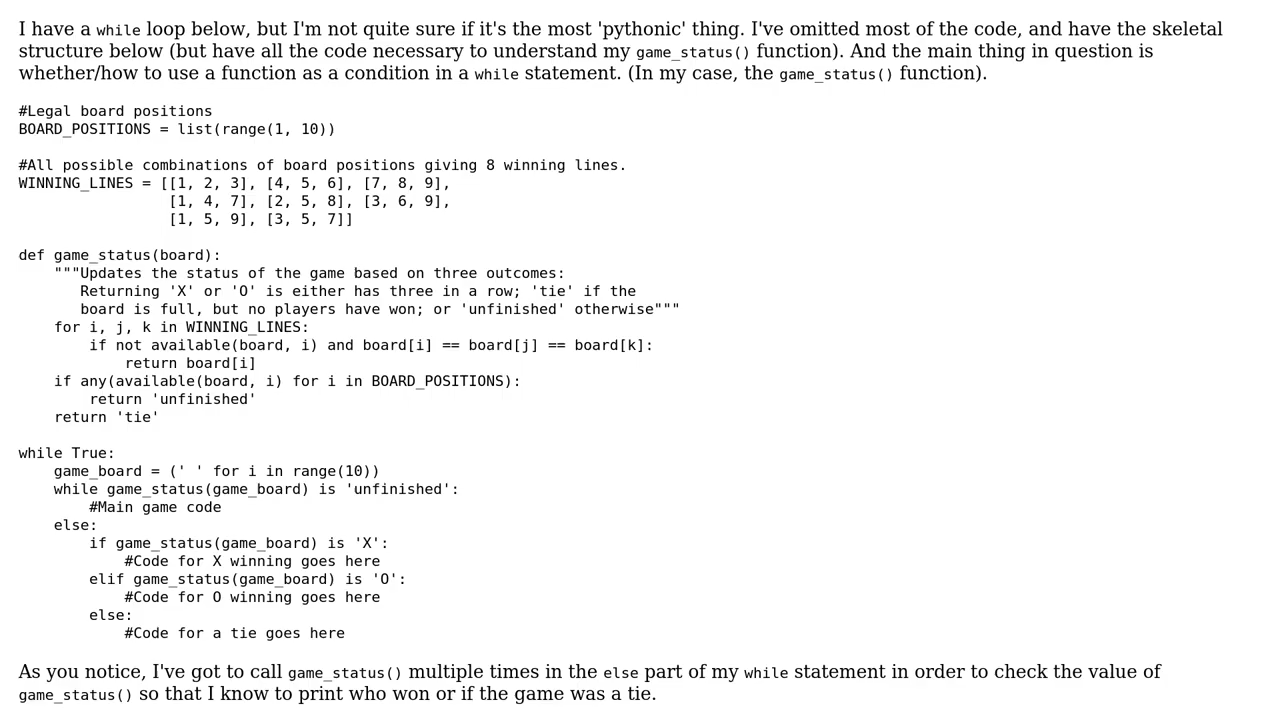 I have a while loop below, but I'm not quite sure if it's the most 'pythonic' thing. I've omitted most of the code, and have the skeletal
structure below (but have all the code necessary to understand my game_status() function). And the main thing in question is
whether/how to use a function as a condition in a while statement. (In my case, the game_status() function).
#Legal board positions
BOARD_POSITIONS = list(range(1, 10))
#All possible combinations of board positions giving 8 winning lines.
WINNING_LINES = [[1, 2, 3], [4, 5, 6], [7, 8, 9],
                 [1, 4, 7], [2, 5, 8], [3, 6, 9],
                 [1, 5, 9], [3, 5, 7]]
def game_status(board):
    """Updates the status of the game based on three outcomes:
       Returning 'X' or 'O' is either has three in a row; 'tie' if the
       board is full, but no players have won; or 'unfinished' otherwise"""
    for i, j, k in WINNING_LINES:
        if not available(board, i) and board[i] == board[j] == board[k]:
            return board[i]
    if any(available(board, i) for i in BOARD_POSITIONS):
        return 'unfinished'
    return 'tie'
while True:
    game_board = (' ' for i in range(10))
    while game_status(game_board) is 'unfinished':
        #Main game code
    else:
        if game_status(game_board) is 'X':
            #Code for X winning goes here
        elif game_status(game_board) is 'O':
            #Code for O winning goes here
        else:
            #Code for a tie goes here
As you notice, I've got to call game_status() multiple times in the else part of my while statement in order to check the value of
game_status() so that I know to print who won or if the game was a tie.